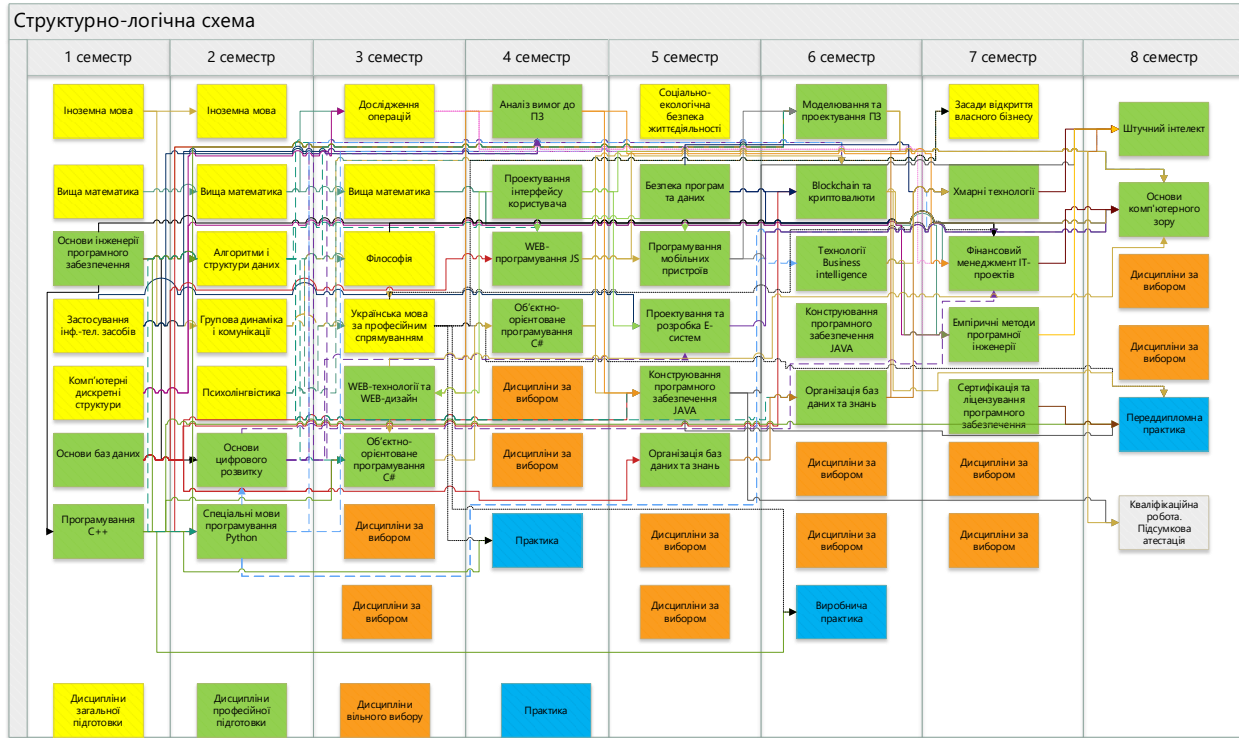 Структурно-логічна схема
1 семестр
2 семестр
3 семестр
4 семестр
5 семестр
6 семестр
7 семестр
8 семестр
Іноземна мова
Вища математика
Основи інженерії
програмного
забезпечення
Застосування
інф.-тел. засобів
Комп'ютерні
дискретні
структури
Основи баз даних
Програмування
С++
Іноземна мова
Вища математика
Алгоритми і
структури даних
Групова динаміка
і комунікації
Психолінгвістика
Основи
цифрового
розвитку
Спеціальні мови
програмування
Python
Дослідження
операцій
Вища математика
Філософія
Українська мова
за професійним
спрямуванням
WEB-технології та
WEB-дизайн
Об'єктно-
орієнтоване
програмування
С#
Дисципліни за
вибором
Дисципліни за
вибором
Аналіз вимог до
ПЗ
Проектування
інтерфейсу
користувача
WEB-
програмування JS
Об'єктно-
орієнтоване
програмування
С#
Дисципліни за
вибором
Дисципліни за
вибором
Практика
Соціально-
екологічна
безпека
життєдіяльності
Безпека програм
та даних
Програмування
мобільних
пристроїв
Проектування та
розробка Е-
систем
Конструювання
програмного
забезпечення
JAVA
Організація баз
даних та знань
Дисципліни за
вибором
Дисципліни за
вибором
Моделювання та
проектування ПЗ
Blockchain та
криптовалюти
Технології
Business
intelligence
Конструювання
програмного
забезпечення
JAVA
Організація баз
даних та знань
Дисципліни за
вибором
Дисципліни за
вибором
Виробнича
практика
Засади відкриття
власного бізнесу
Хмарні технології
Фінансовий
менеджмент ІТ-
проектів
Емпіричні методи
програмної
інженерії
Сертифікація та
ліцензування
програмного
забезпечення
Дисципліни за
вибором
Дисципліни за
вибором
Штучний інтелект
Основи
комп'ютерного
зору
Дисципліни за
вибором
Дисципліни за
вибором
Переддипломна
практика
Кваліфікаційна
робота.
Підсумкова
атестація
Дисципліни
загальної
підготовки
Дисципліни
професійної
підготовки
Дисципліни
вільного вибору
Практика